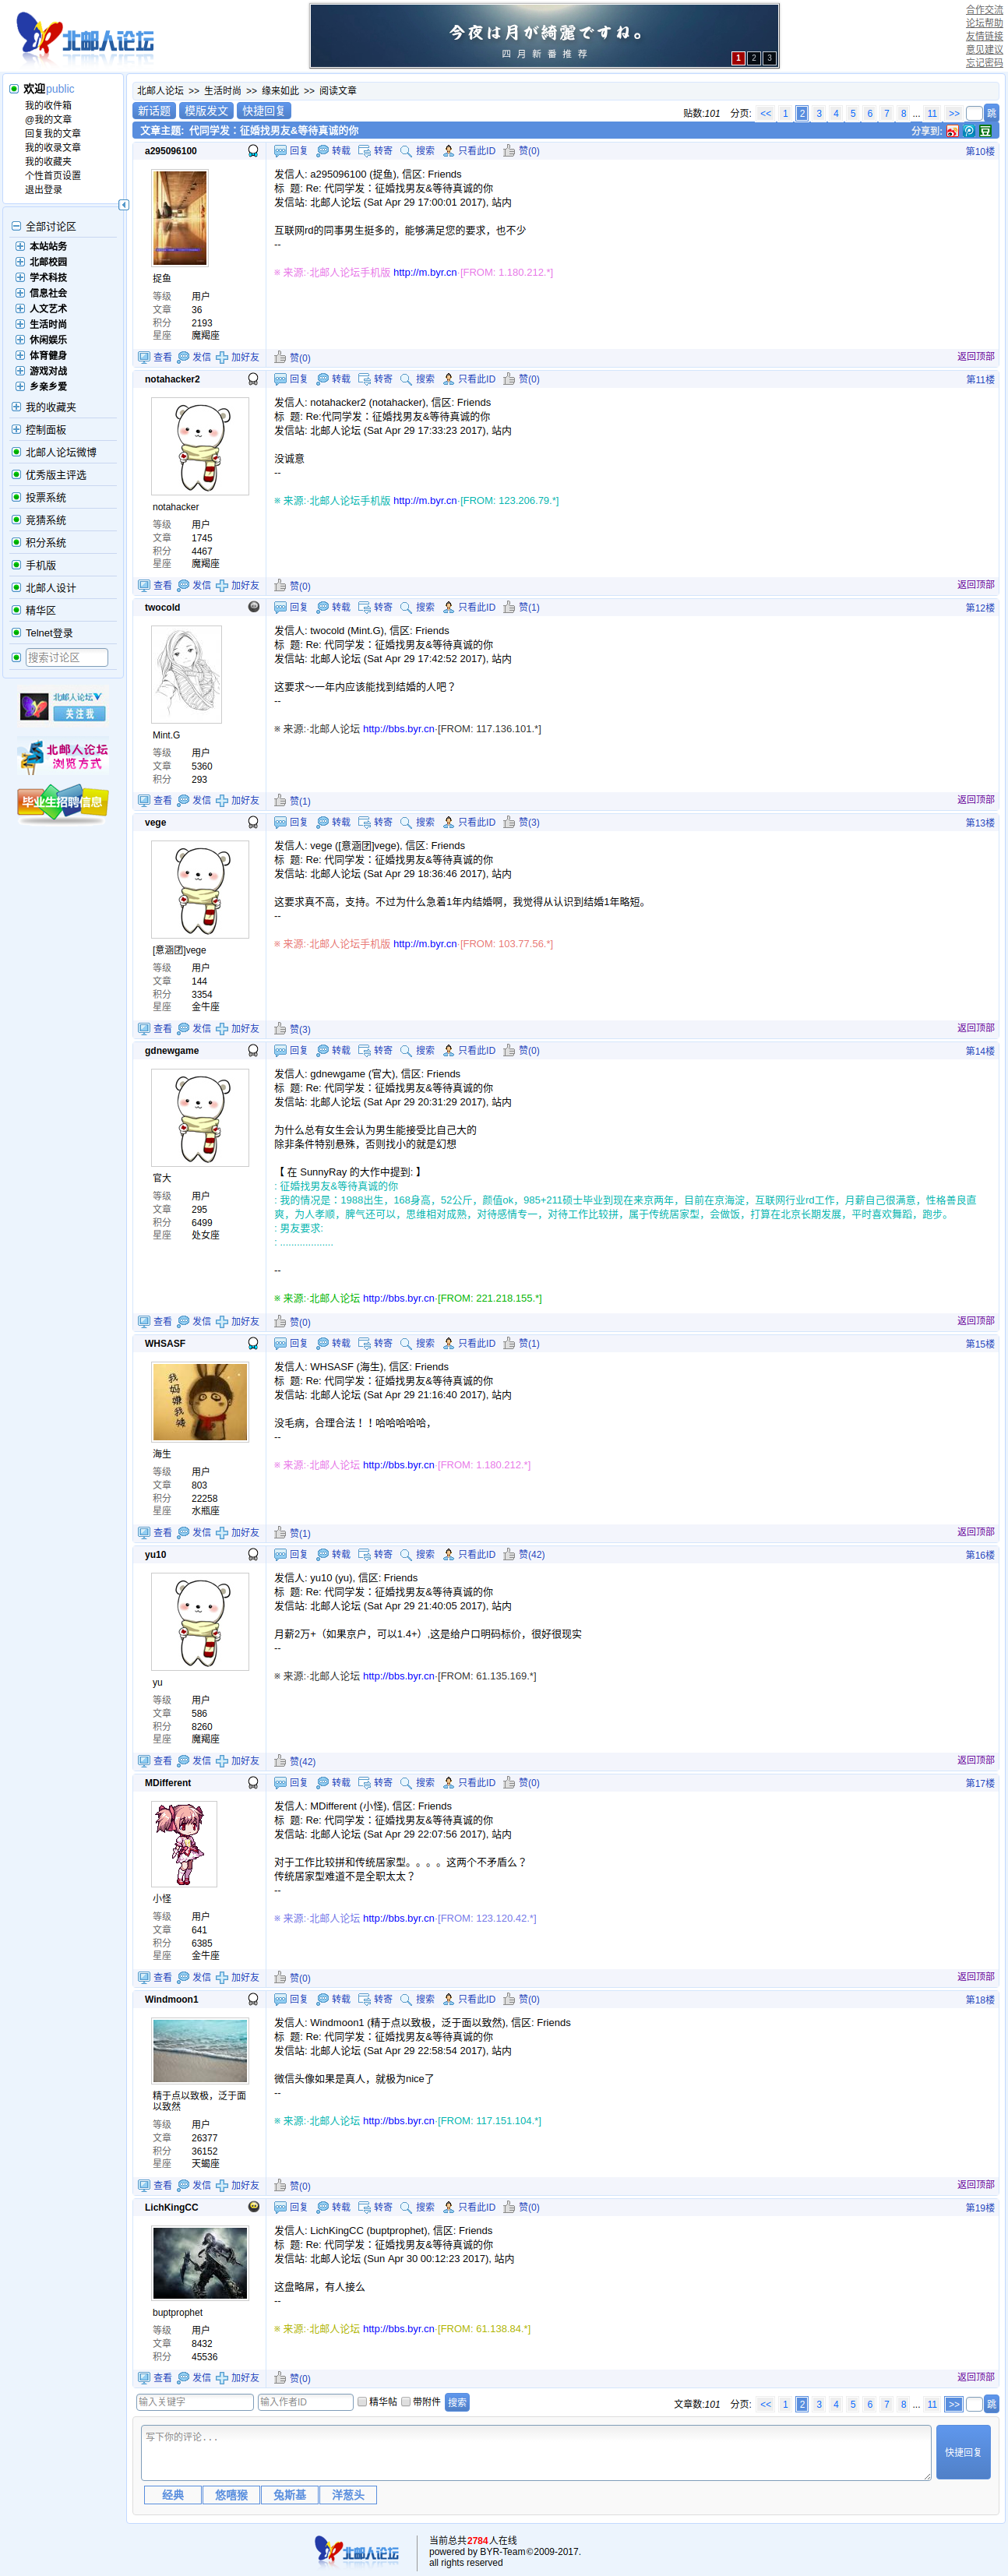 北邮人论坛
今夜は月が綺麗ですね。
四月新番推荐
1 2 3
合作交流
论坛帮助
友情链接
意见建议
忘记密码
欢迎public
我的收件箱
@我的文章
回复我的文章
我的收录文章
我的收藏夹
个性首页设置
退出登录
全部讨论区
本站站务
北邮校园
学术科技
信息社会
人文艺术
生活时尚
休闲娱乐
体育健身
游戏对战
乡亲乡爱
我的收藏夹
控制面板
北邮人论坛微博
优秀版主评选
投票系统
竞猜系统
积分系统
手机版
北邮人设计
精华区
Telnet登录
搜索讨论区
北邮人论坛
关注我
北邮人论坛
浏览方式
毕业生招聘信息
北邮人论坛 >> 生活时尚 >> 缘来如此 >> 阅读文章
新话题 模版发文 快捷回复
贴数:101 分页: << 1 2 3 4 5 6 7 8 ... 11 >> 跳
文章主题: 代同学发：征婚找男友&等待真诚的你 分享到: 豆
a295096100 回复 转载 转寄 搜索 只看此ID 赞(0) 第10楼
捉鱼
等级 用户
文章 36
积分 2193
星座 魔羯座
发信人: a295096100 (捉鱼), 信区: Friends
标 题: Re: 代同学发：征婚找男友&等待真诚的你
发信站: 北邮人论坛 (Sat Apr 29 17:00:01 2017), 站内
互联网rd的同事男生挺多的，能够满足您的要求，也不少
--
※ 来源:·北邮人论坛手机版 http://m.byr.cn·[FROM: 1.180.212.*]
查看 发信 加好友 赞(0) 返回顶部
notahacker2 回复 转载 转寄 搜索 只看此ID 赞(0) 第11楼
notahacker
等级 用户
文章 1745
积分 4467
星座 魔羯座
发信人: notahacker2 (notahacker), 信区: Friends
标 题: Re:代同学发：征婚找男友&等待真诚的你
发信站: 北邮人论坛 (Sat Apr 29 17:33:23 2017), 站内
没诚意
--
※ 来源:·北邮人论坛手机版 http://m.byr.cn·[FROM: 123.206.79.*]
查看 发信 加好友 赞(0) 返回顶部
twocold 回复 转载 转寄 搜索 只看此ID 赞(1) 第12楼
Mint.G
等级 用户
文章 5360
积分 293
发信人: twocold (Mint.G), 信区: Friends
标 题: Re: 代同学发：征婚找男友&等待真诚的你
发信站: 北邮人论坛 (Sat Apr 29 17:42:52 2017), 站内
这要求～一年内应该能找到结婚的人吧？
--
※ 来源:·北邮人论坛 http://bbs.byr.cn·[FROM: 117.136.101.*]
查看 发信 加好友 赞(1) 返回顶部
vege 回复 转载 转寄 搜索 只看此ID 赞(3) 第13楼
[意涵团]vege
等级 用户
文章 144
积分 3354
星座 金牛座
发信人: vege ([意涵团]vege), 信区: Friends
标 题: Re: 代同学发：征婚找男友&等待真诚的你
发信站: 北邮人论坛 (Sat Apr 29 18:36:46 2017), 站内
这要求真不高，支持。不过为什么急着1年内结婚啊，我觉得从认识到结婚1年略短。
--
※ 来源:·北邮人论坛手机版 http://m.byr.cn·[FROM: 103.77.56.*]
查看 发信 加好友 赞(3) 返回顶部
gdnewgame 回复 转载 转寄 搜索 只看此ID 赞(0) 第14楼
官大
等级 用户
文章 295
积分 6499
星座 处女座
发信人: gdnewgame (官大), 信区: Friends
标 题: Re: 代同学发：征婚找男友&等待真诚的你
发信站: 北邮人论坛 (Sat Apr 29 20:31:29 2017), 站内
为什么总有女生会认为男生能接受比自己大的
除非条件特别悬殊，否则找小的就是幻想
【 在 SunnyRay 的大作中提到: 】
: 征婚找男友&等待真诚的你
: 我的情况是：1988出生，168身高，52公斤，颜值ok，985+211硕士毕业到现在来京两年，目前在京海淀，互联网行业rd工作，月薪自己很满意，性格善良直
爽，为人孝顺，脾气还可以，思维相对成熟，对待感情专一，对待工作比较拼，属于传统居家型，会做饭，打算在北京长期发展，平时喜欢舞蹈，跑步。
: 男友要求:
: ...................
--
※ 来源:·北邮人论坛 http://bbs.byr.cn·[FROM: 221.218.155.*]
查看 发信 加好友 赞(0) 返回顶部
WHSASF 回复 转载 转寄 搜索 只看此ID 赞(1) 第15楼
我妈嫌我矮
海生
等级 用户
文章 803
积分 22258
星座 水瓶座
发信人: WHSASF (海生), 信区: Friends
标 题: Re: 代同学发：征婚找男友&等待真诚的你
发信站: 北邮人论坛 (Sat Apr 29 21:16:40 2017), 站内
没毛病，合理合法！！哈哈哈哈哈，
--
※ 来源:·北邮人论坛 http://bbs.byr.cn·[FROM: 1.180.212.*]
查看 发信 加好友 赞(1) 返回顶部
yu10 回复 转载 转寄 搜索 只看此ID 赞(42) 第16楼
yu
等级 用户
文章 586
积分 8260
星座 魔羯座
发信人: yu10 (yu), 信区: Friends
标 题: Re: 代同学发：征婚找男友&等待真诚的你
发信站: 北邮人论坛 (Sat Apr 29 21:40:05 2017), 站内
月薪2万+（如果京户，可以1.4+）,这是给户口明码标价，很好很现实
--
※ 来源:·北邮人论坛 http://bbs.byr.cn·[FROM: 61.135.169.*]
查看 发信 加好友 赞(42) 返回顶部
MDifferent 回复 转载 转寄 搜索 只看此ID 赞(0) 第17楼
小怪
等级 用户
文章 641
积分 6385
星座 金牛座
发信人: MDifferent (小怪), 信区: Friends
标 题: Re: 代同学发：征婚找男友&等待真诚的你
发信站: 北邮人论坛 (Sat Apr 29 22:07:56 2017), 站内
对于工作比较拼和传统居家型。。。。这两个不矛盾么？
传统居家型难道不是全职太太？
--
※ 来源:·北邮人论坛 http://bbs.byr.cn·[FROM: 123.120.42.*]
查看 发信 加好友 赞(0) 返回顶部
Windmoon1 回复 转载 转寄 搜索 只看此ID 赞(0) 第18楼
精于点以致极，泛于面
以致然
等级 用户
文章 26377
积分 36152
星座 天蝎座
发信人: Windmoon1 (精于点以致极，泛于面以致然), 信区: Friends
标 题: Re: 代同学发：征婚找男友&等待真诚的你
发信站: 北邮人论坛 (Sat Apr 29 22:58:54 2017), 站内
微信头像如果是真人，就极为nice了
--
※ 来源:·北邮人论坛 http://bbs.byr.cn·[FROM: 117.151.104.*]
查看 发信 加好友 赞(0) 返回顶部
LichKingCC 回复 转载 转寄 搜索 只看此ID 赞(0) 第19楼
buptprophet
等级 用户
文章 8432
积分 45536
发信人: LichKingCC (buptprophet), 信区: Friends
标 题: Re: 代同学发：征婚找男友&等待真诚的你
发信站: 北邮人论坛 (Sun Apr 30 00:12:23 2017), 站内
这盘略屌，有人接么
--
※ 来源:·北邮人论坛 http://bbs.byr.cn·[FROM: 61.138.84.*]
查看 发信 加好友 赞(0) 返回顶部
输入关键字 输入作者ID 精华帖 带附件 搜索
文章数:101 分页: << 1 2 3 4 5 6 7 8 ... 11 >> 跳
写下你的评论...
快捷回复
经典 悠嘻猴 兔斯基 洋葱头
北邮人论坛
当前总共2784人在线
powered by BYR-Team©2009-2017.
all rights reserved